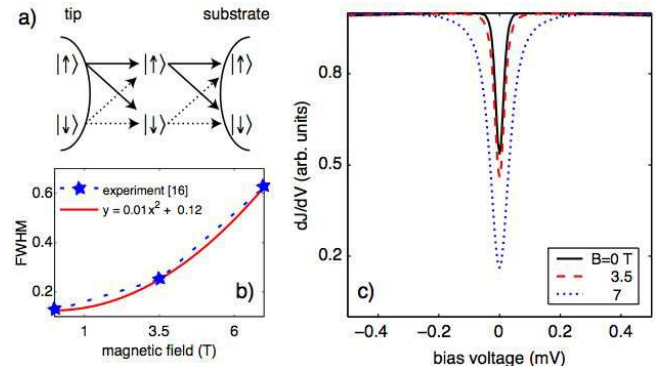 a)
tip
substrate
|↑⟩ |↑⟩ |↑⟩
|↓⟩ |↓⟩ |↓⟩
FWHM
0.6
0.4
0.2
experiment [16]
y = 0.01x² + 0.12
b)
1 3.5 6
magnetic field (T)
dJ/dV (arb. units)
0.8
0.5
0.2
c)
B=0 T
3.5
7
−0.4 −0.2 0 0.2 0.4
bias voltage (mV)